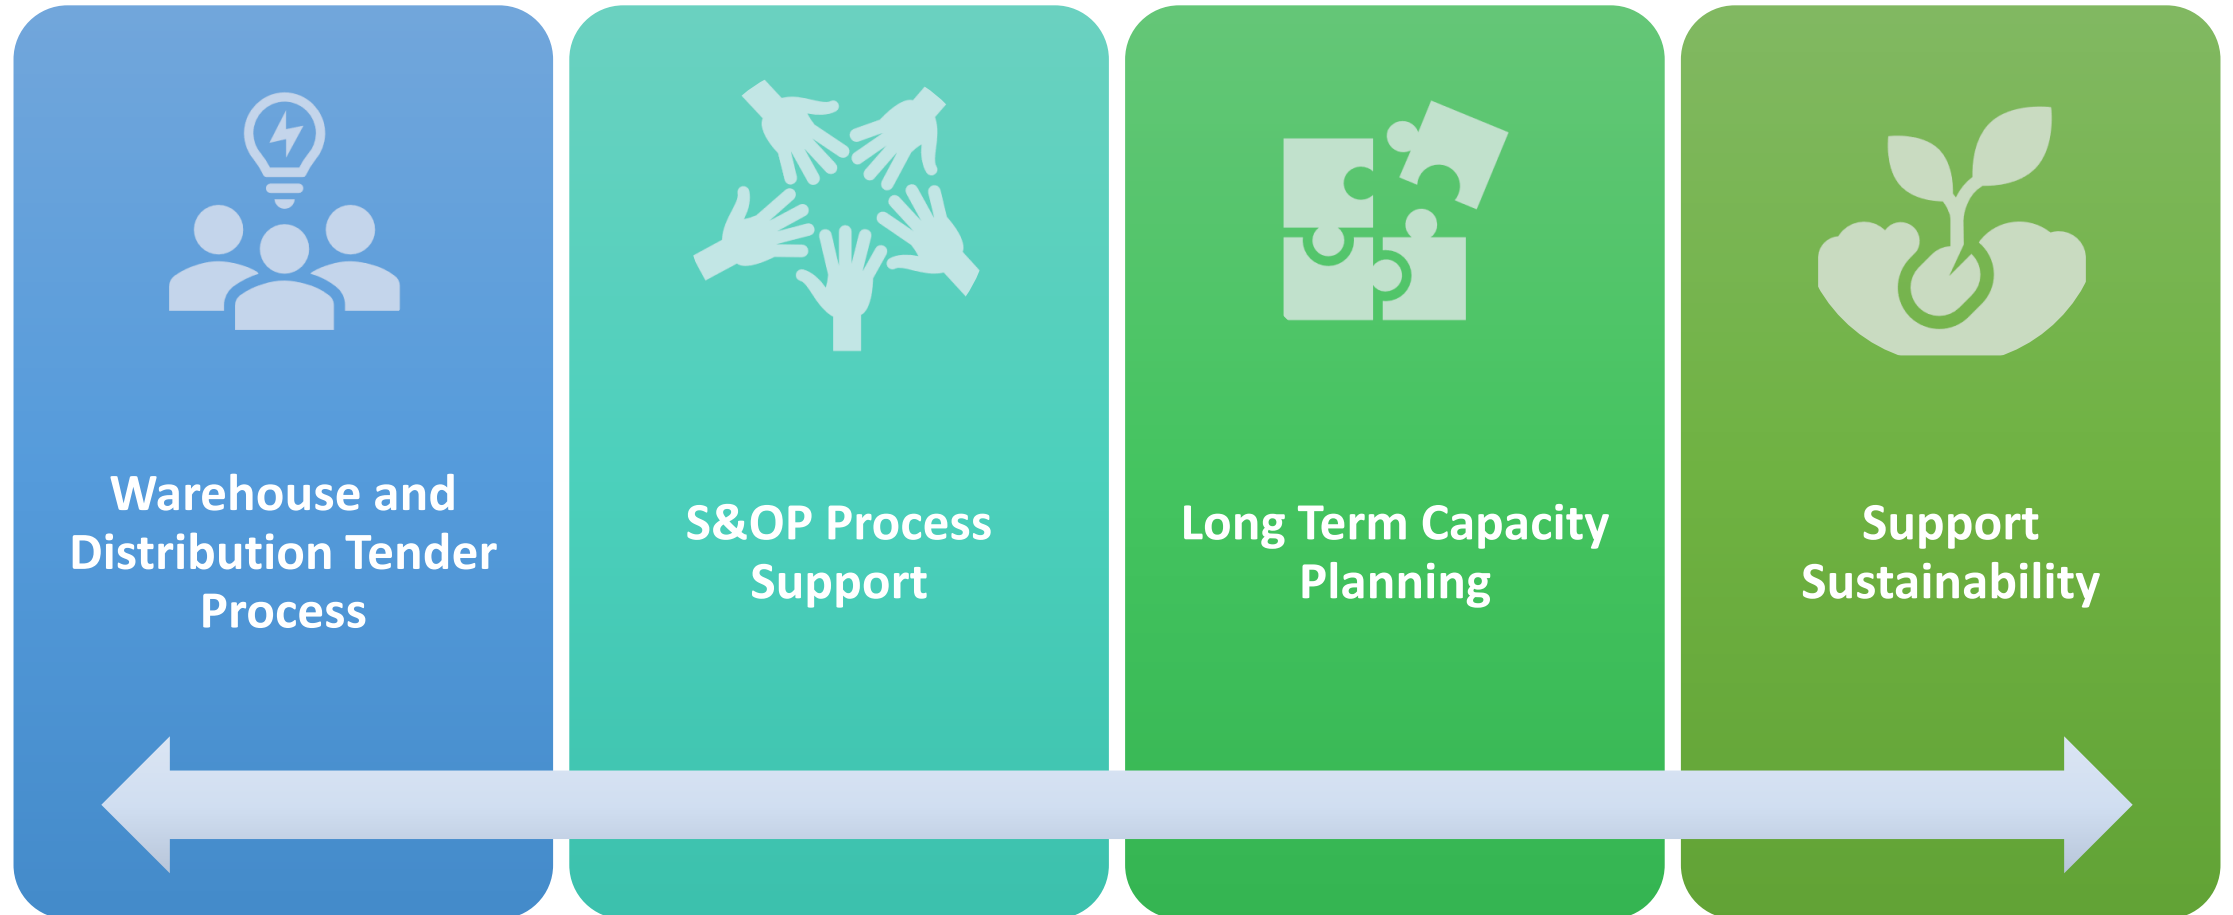 Warehouse and
Distribution Tender
Process
S&OP Process
Support
Long Term Capacity
Planning
Support
Sustainability